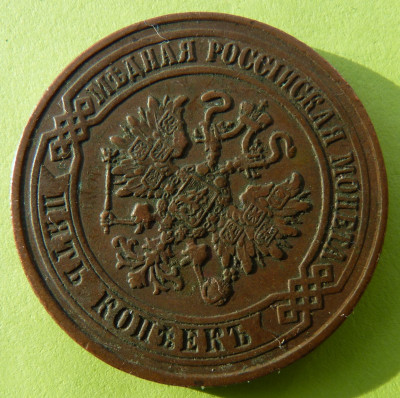 МѢДНАЯ РОССІЙСКАЯ МОНЕТА
ПЯТЬ КОПѢЕКЪ